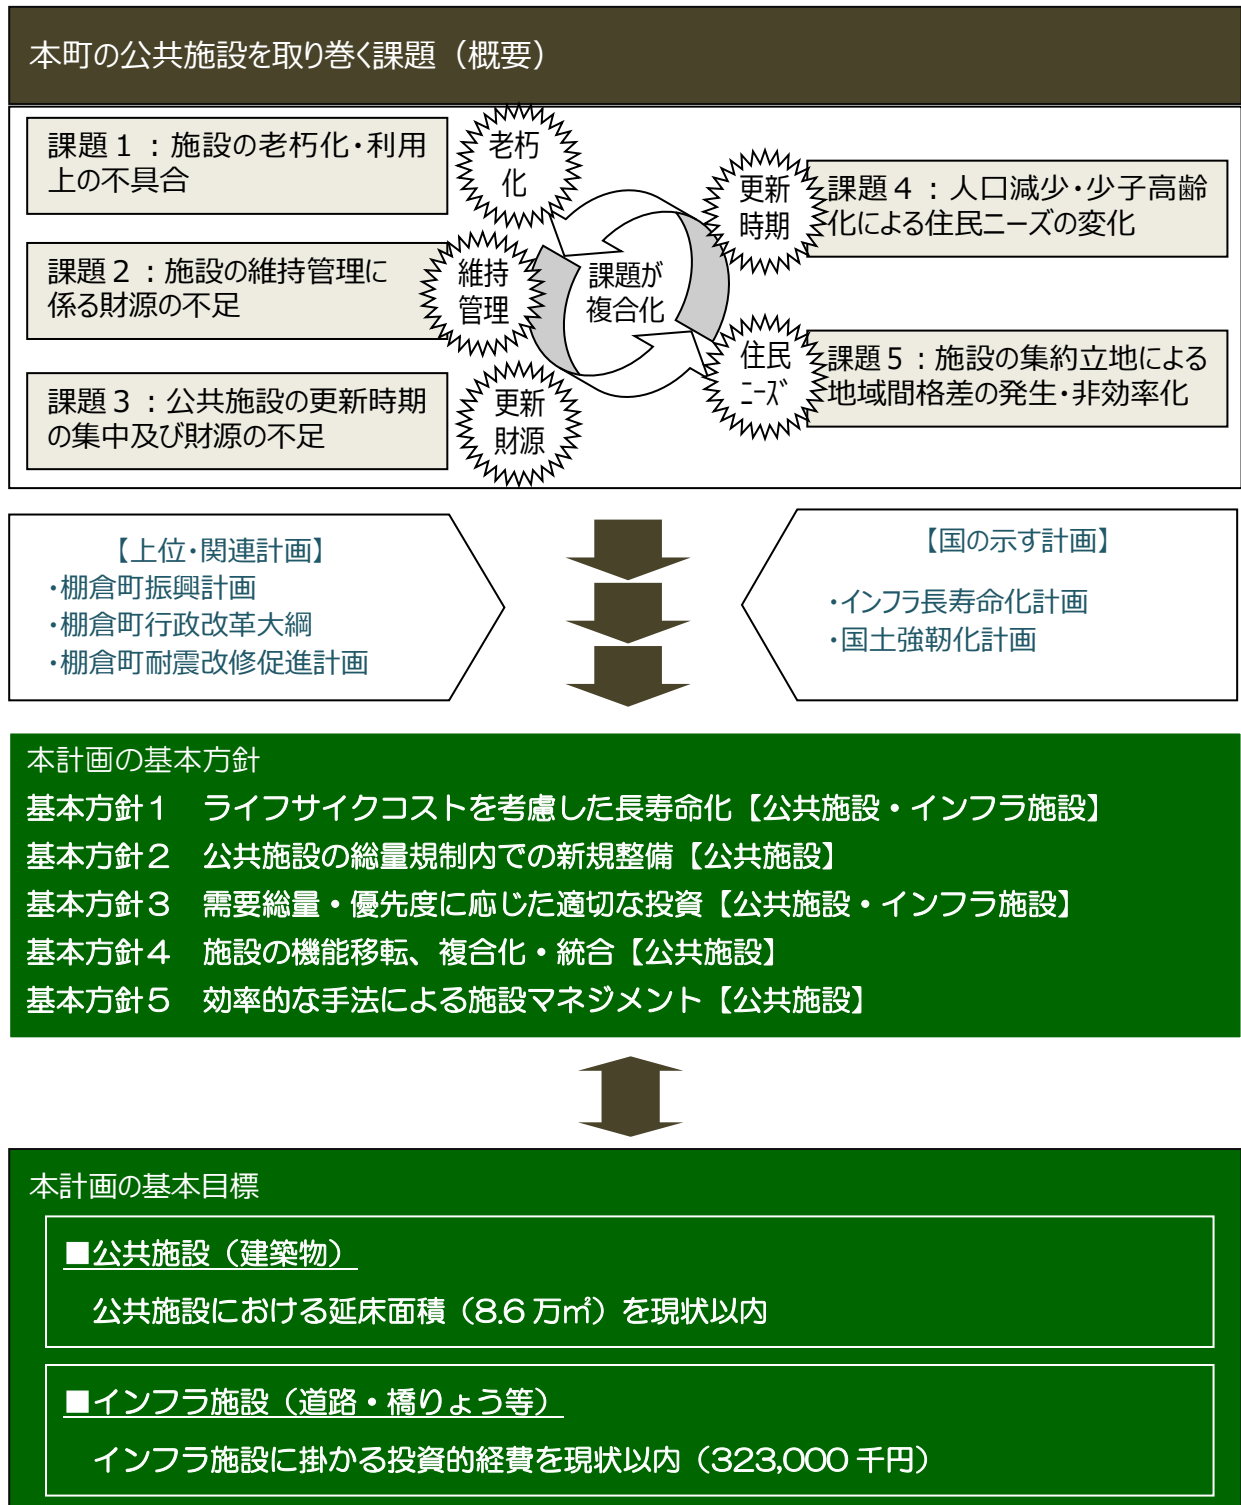 本町の公共施設を取り巻く課題（概要）
課題１：施設の老朽化・利用
上の不具合
課題２：施設の維持管理に
係る財源の不足
課題３：公共施設の更新時期
の集中及び財源の不足
老朽
化
維持
管理
更新
財源
課題が
複合化
更新
時期
住民
ﾆｰｽﾞ
課題４：人口減少・少子高齢
化による住民ニーズの変化
課題５：施設の集約立地による
地域間格差の発生・非効率化
【上位・関連計画】
・棚倉町振興計画
・棚倉町行政改革大綱
・棚倉町耐震改修促進計画
【国の示す計画】
・インフラ長寿命化計画
・国土強靭化計画
本計画の基本方針
基本方針１　ライフサイクコストを考慮した長寿命化【公共施設・インフラ施設】
基本方針２　公共施設の総量規制内での新規整備【公共施設】
基本方針３　需要総量・優先度に応じた適切な投資【公共施設・インフラ施設】
基本方針４　施設の機能移転、複合化・統合【公共施設】
基本方針５　効率的な手法による施設マネジメント【公共施設】
本計画の基本目標
■公共施設（建築物）
公共施設における延床面積（8.6 万㎡）を現状以内
■インフラ施設（道路・橋りょう等）
インフラ施設に掛かる投資的経費を現状以内（323,000 千円）